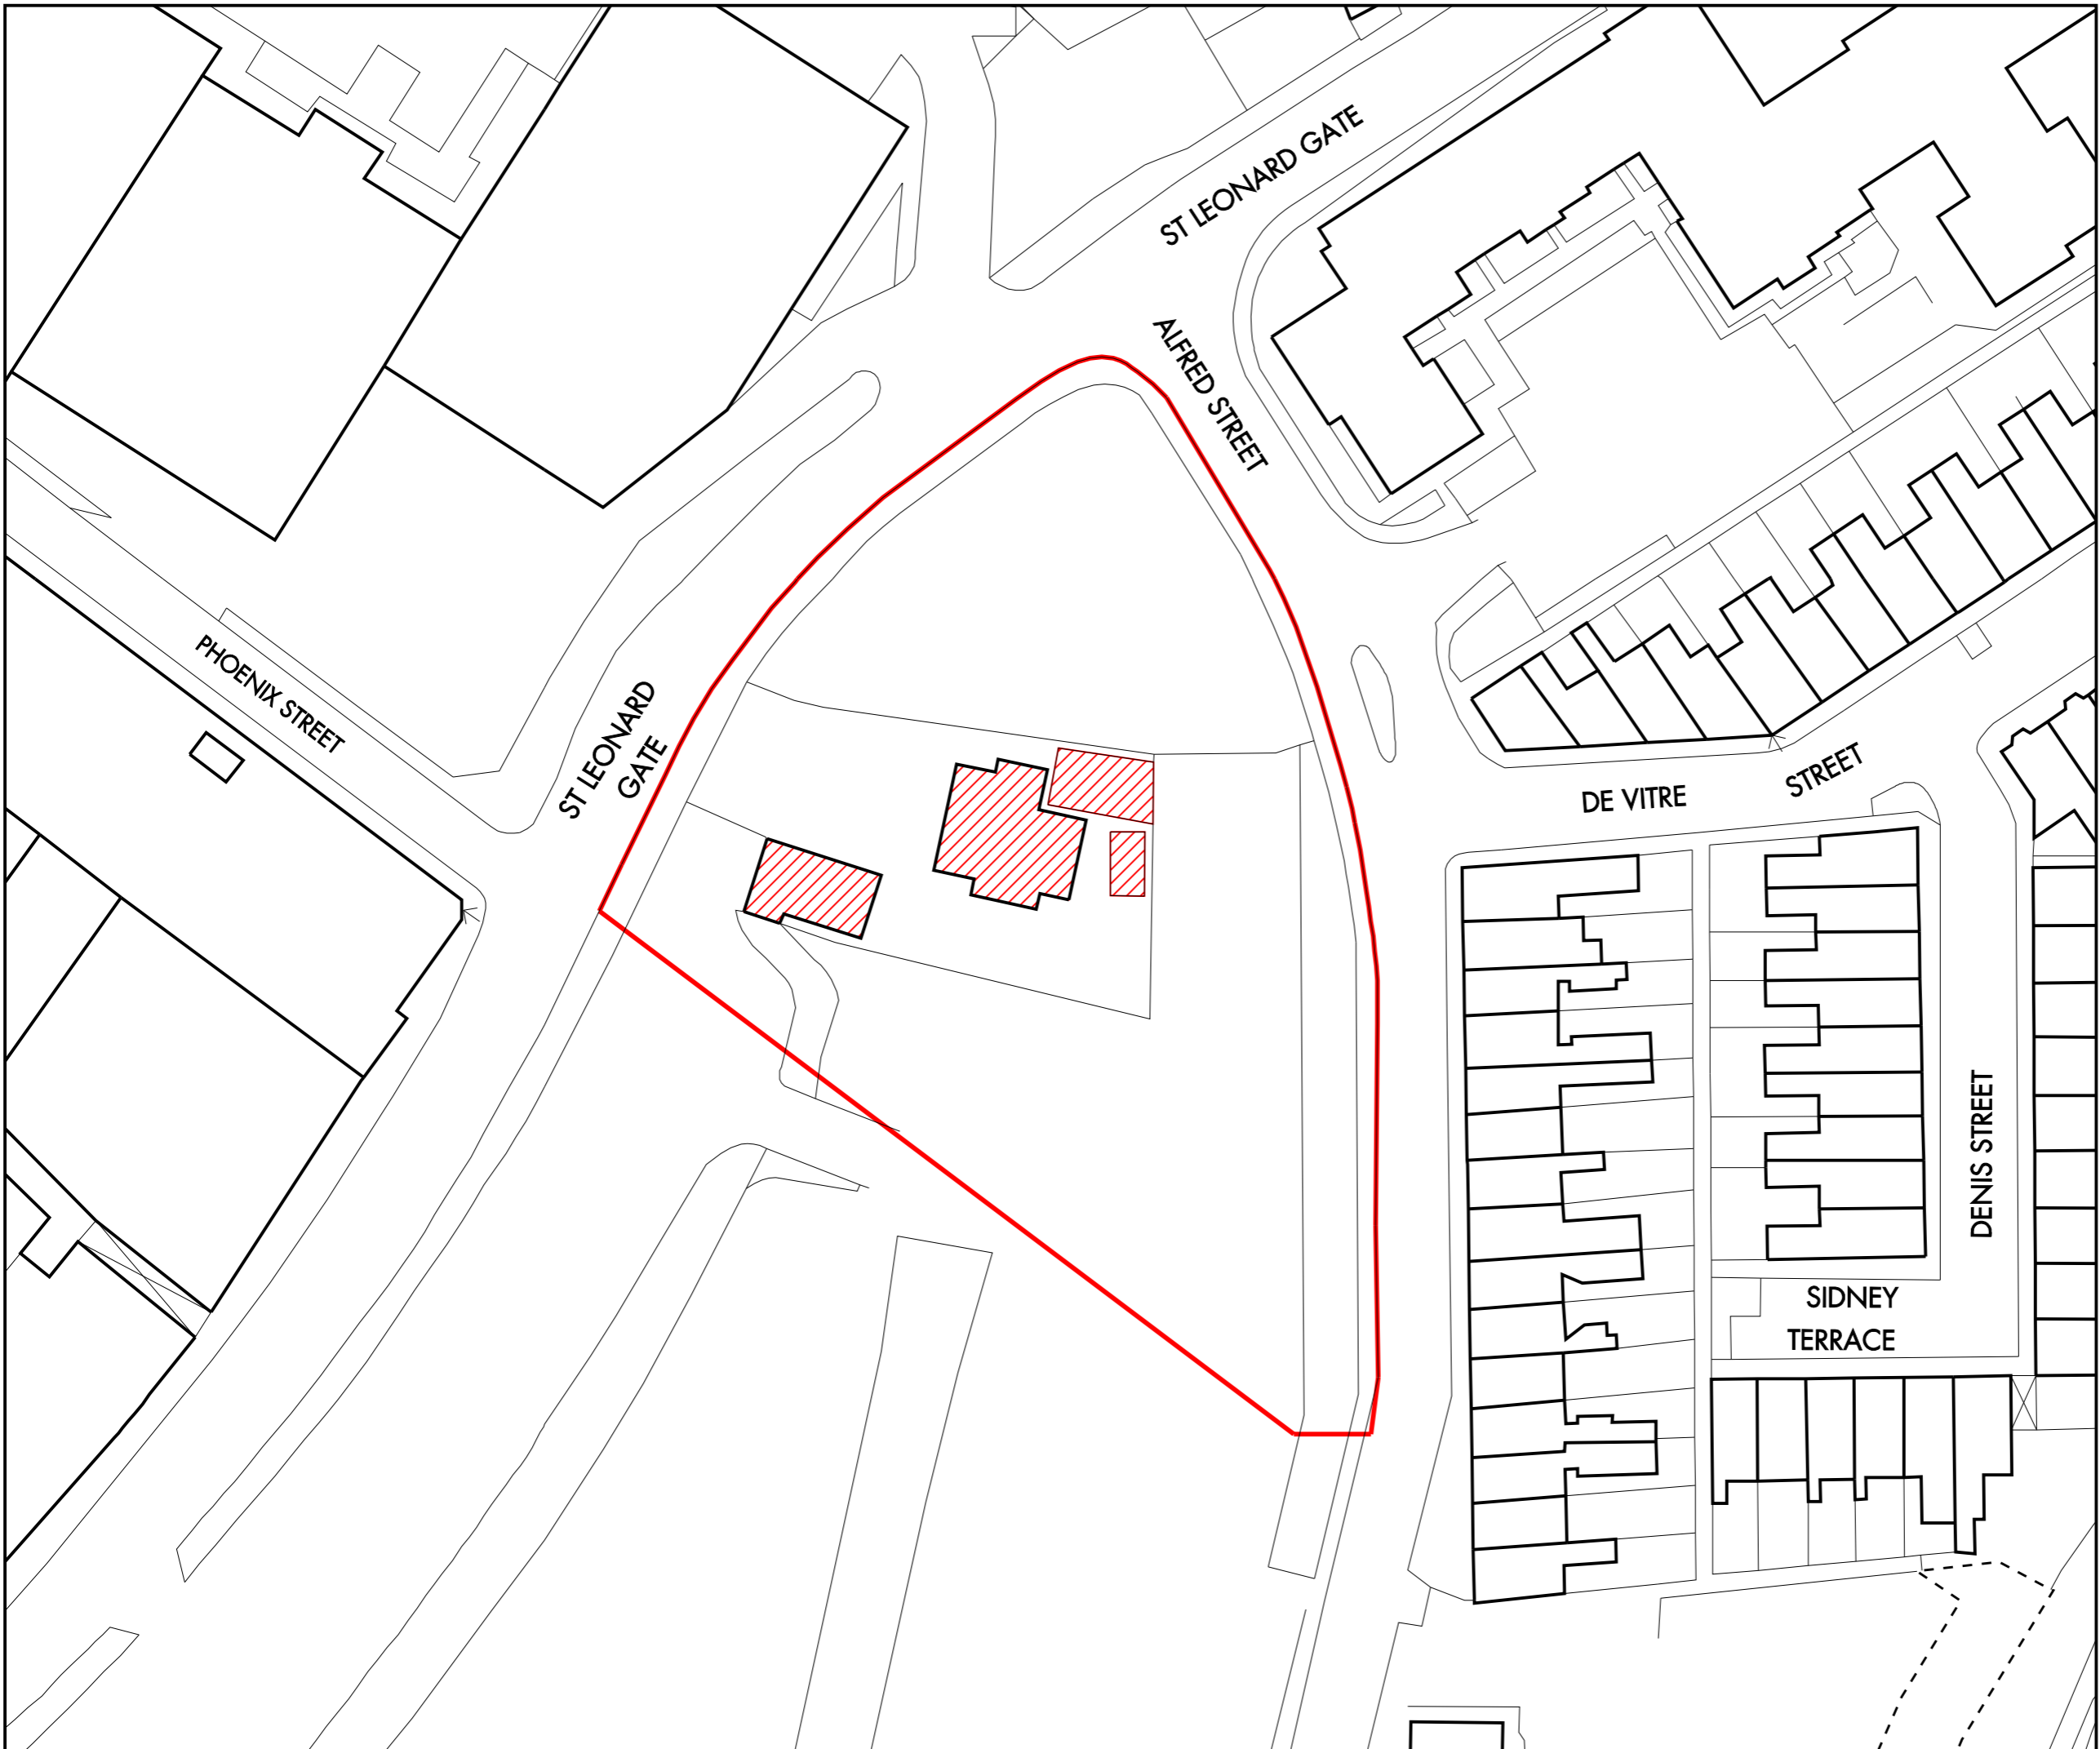 ST LEONARD GATE
ALFRED STREET
PHOENIX STREET
ST LEONARD
GATE
DE VITRE
STREET
DENIS STREET
SIDNEY
TERRACE